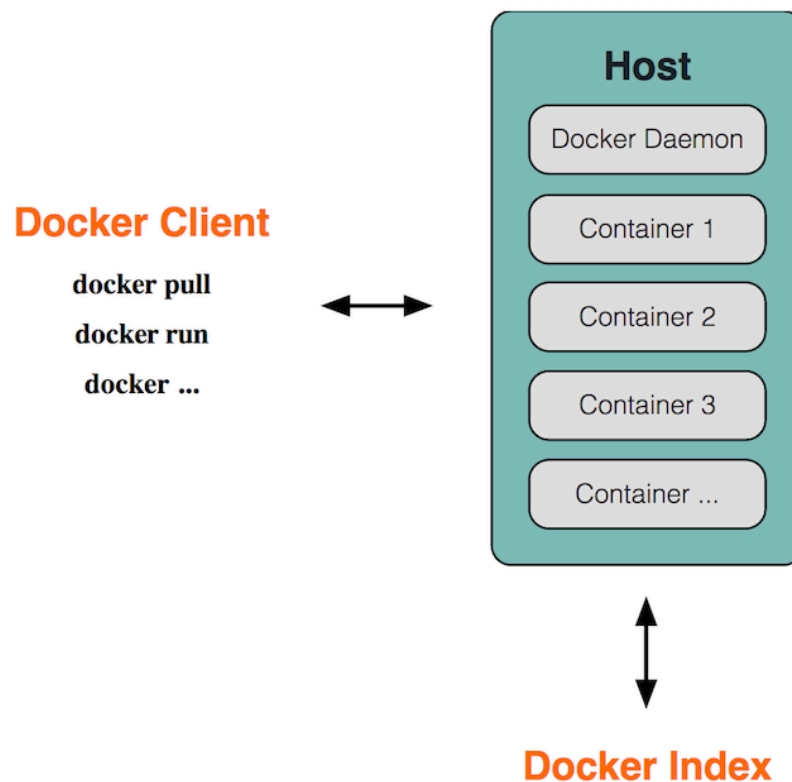 Host
Docker Daemon
Docker Client
Container 1
docker pull
Container 2
docker run
docker ...
Container 3
Container ...
Docker Index